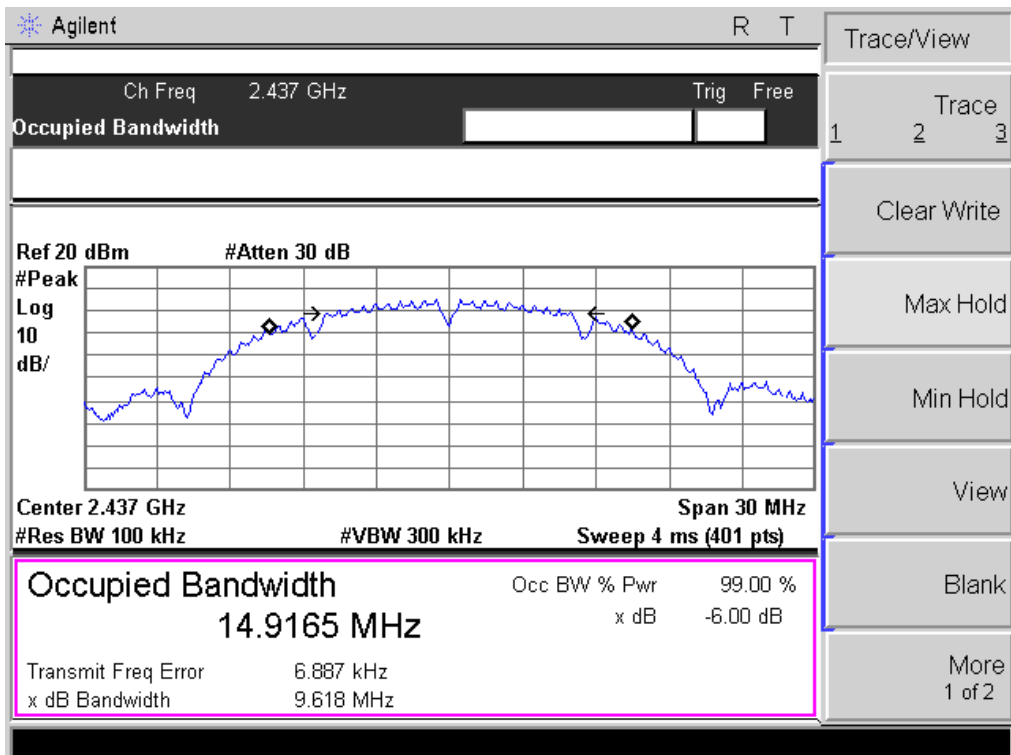 Agilent R T
Ch Freq 2.437 GHz Trig Free
Occupied Bandwidth
Ref 20 dBm #Atten 30 dB
#Peak
Log
10
dB/
Center 2.437 GHz Span 30 MHz
#Res BW 100 kHz #VBW 300 kHz Sweep 4 ms (401 pts)
Occupied Bandwidth Occ BW % Pwr 99.00 %
14.9165 MHz x dB -6.00 dB
Transmit Freq Error 6.887 kHz
x dB Bandwidth 9.618 MHz
Trace/View
Trace
1 2 3
Clear Write
Max Hold
Min Hold
View
Blank
More
1 of 2